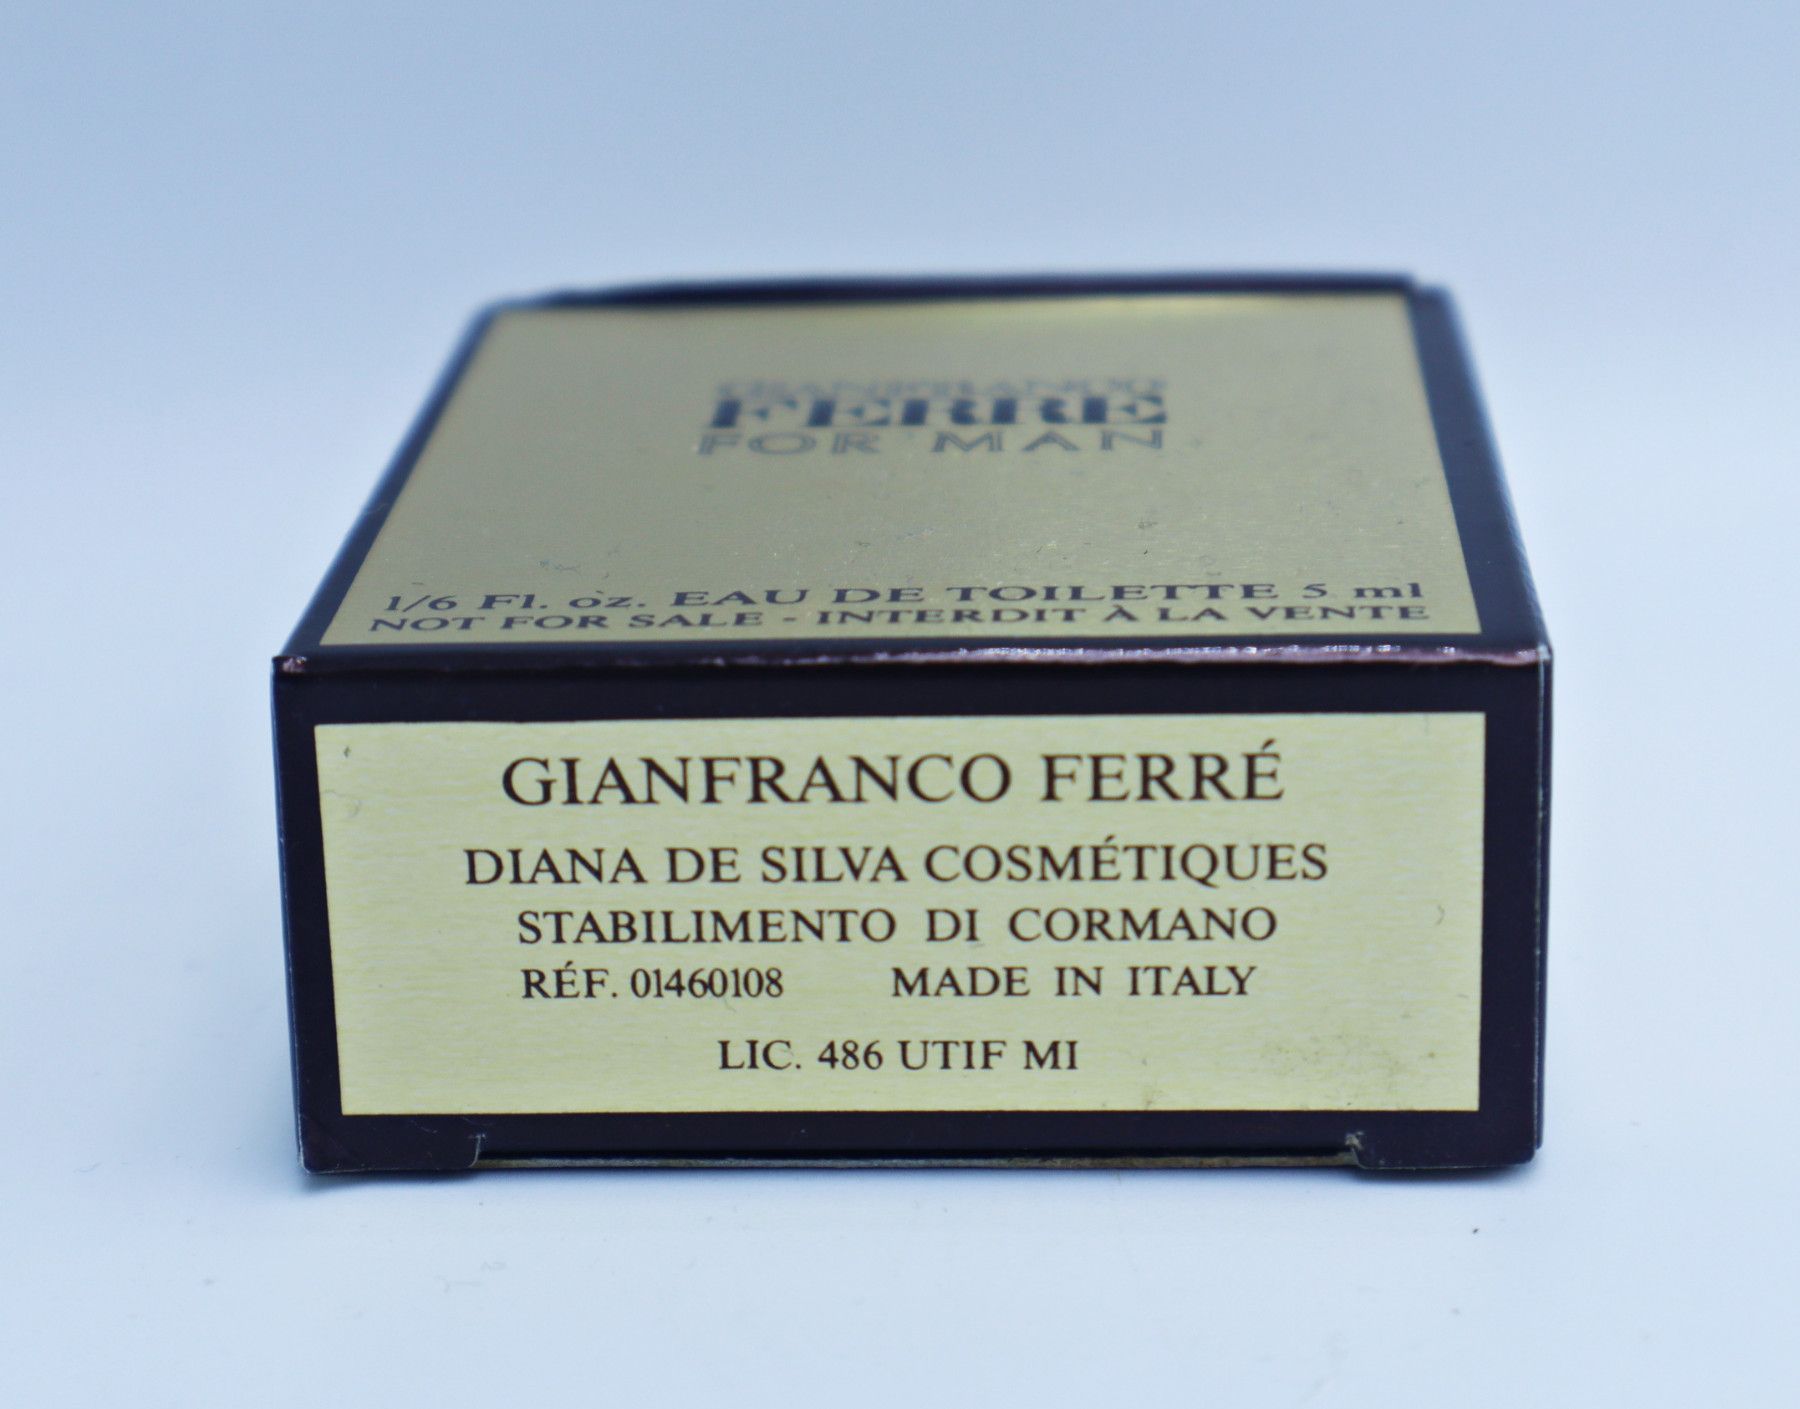 GIANFRANCO
FERRE
FOR MAN
1/6 Fl. oz. EAU DE TOILETTE 5 ml
NOT FOR SALE - INTERDIT À LA VENTE
GIANFRANCO FERRÉ
DIANA DE SILVA COSMÉTIQUES
STABILIMENTO DI CORMANO
RÉF. 01460108 MADE IN ITALY
LIC. 486 UTIF MI